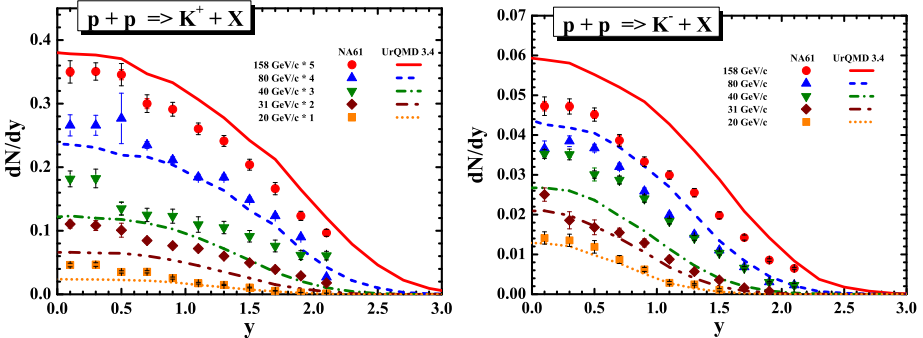 p + p => K⁺ + X
NA61 UrQMD 3.4
158 GeV/c * 5
80 GeV/c * 4
40 GeV/c * 3
31 GeV/c * 2
20 GeV/c * 1
dN/dy
0.4
0.3
0.2
0.1
0.0
0.0 0.5 1.0 1.5 2.0 2.5 3.0
y
p + p => K⁻ + X
NA61 UrQMD 3.4
158 GeV/c
80 GeV/c
40 GeV/c
31 GeV/c
20 GeV/c
dN/dy
0.07
0.06
0.05
0.04
0.03
0.02
0.01
0.00
0.0 0.5 1.0 1.5 2.0 2.5 3.0
y